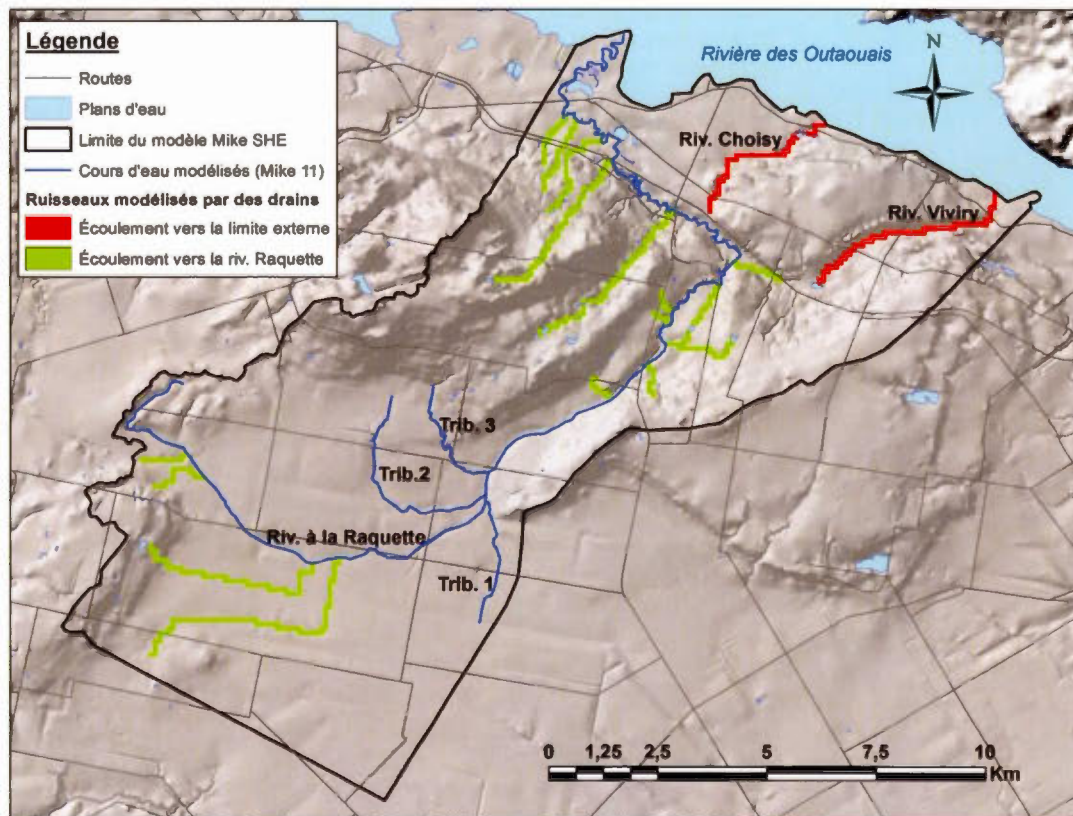 Légende
Routes
Plans d'eau
Limite du modèle Mike SHE
Cours d'eau modélisés (Mike 11)
Ruisseaux modélisés par des drains
Écoulement vers la limite externe
Écoulement vers la riv. Raquette
Rivière des Outaouais
N
Riv. Choisy
Riv. Viviry
Trib. 3
Trib.2
Riv. à la Raquette
Trib. 1
0 1,25 2,5 5 7,5 10
Km